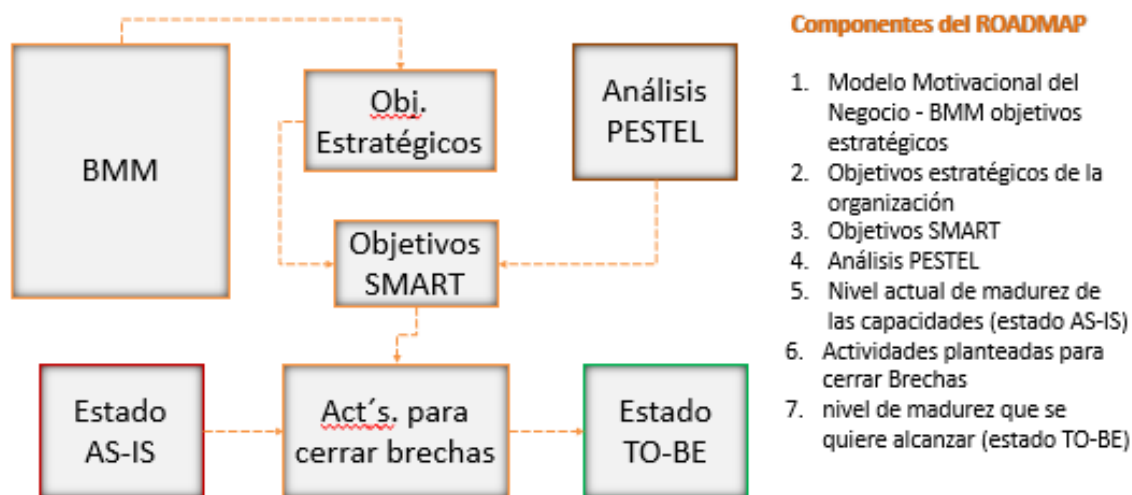 BMM
Obj.
Estratégicos
Análisis
PESTEL
Objetivos
SMART
Estado
AS-IS
Act´s. para
cerrar brechas
Estado
TO-BE
Componentes del ROADMAP
1. Modelo Motivacional del
Negocio - BMM objetivos
estratégicos
2. Objetivos estratégicos de la
organización
3. Objetivos SMART
4. Análisis PESTEL
5. Nivel actual de madurez de
las capacidades (estado AS-IS)
6. Actividades planteadas para
cerrar Brechas
7. nivel de madurez que se
quiere alcanzar (estado TO-BE)